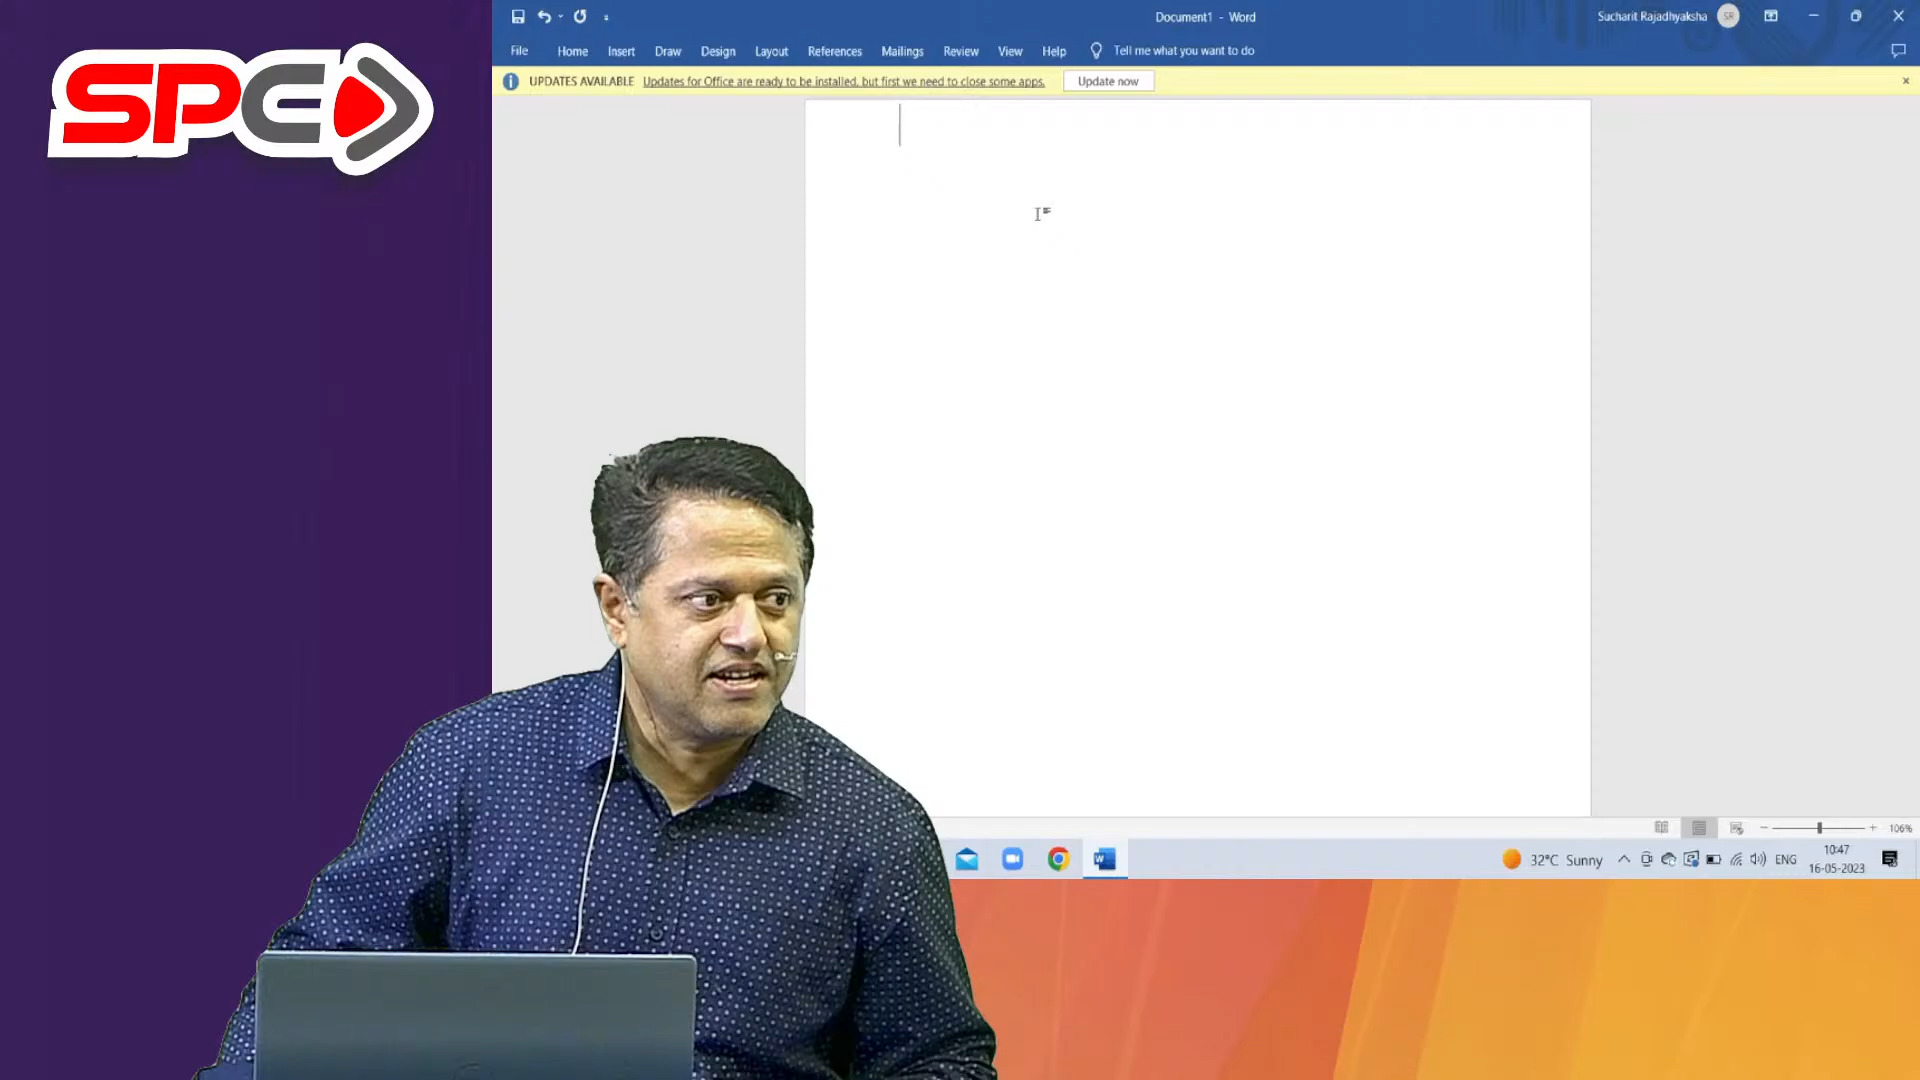 SPE
Document1 - Word
Sucharit Rajadhyaksha SR
File Home Insert Draw Design Layout References Mailings Review View Help Tell me what you want to do
UPDATES AVAILABLE Updates for Office are ready to be installed, but first we need to close some apps. Update now
106%
32°C Sunny ENG 10:47
16-05-2023